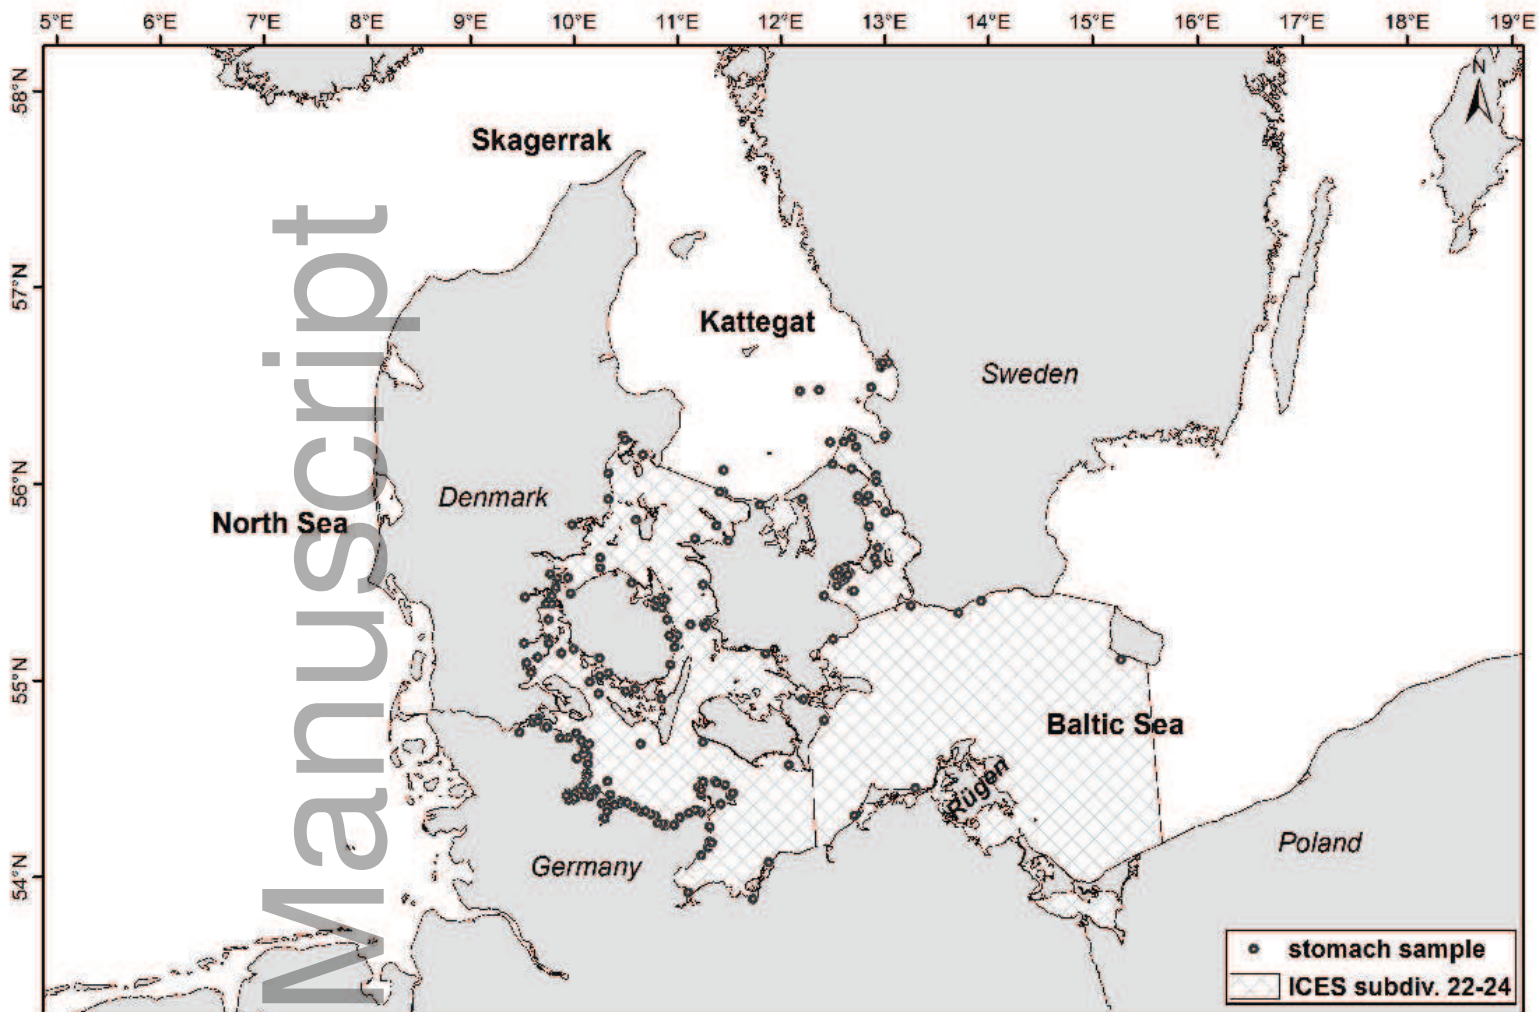 5°E 6°E 7°E 8°E 9°E 10°E 11°E 12°E 13°E 14°E 15°E 16°E 17°E 18°E 19°E
58°N
N
Skagerrak
57°N
Kattegat
Sweden
56°N
Denmark
North Sea
55°N
Baltic Sea
Rügen
54°N
Germany
Poland
stomach sample
ICES subdiv. 22-24
Manuscript